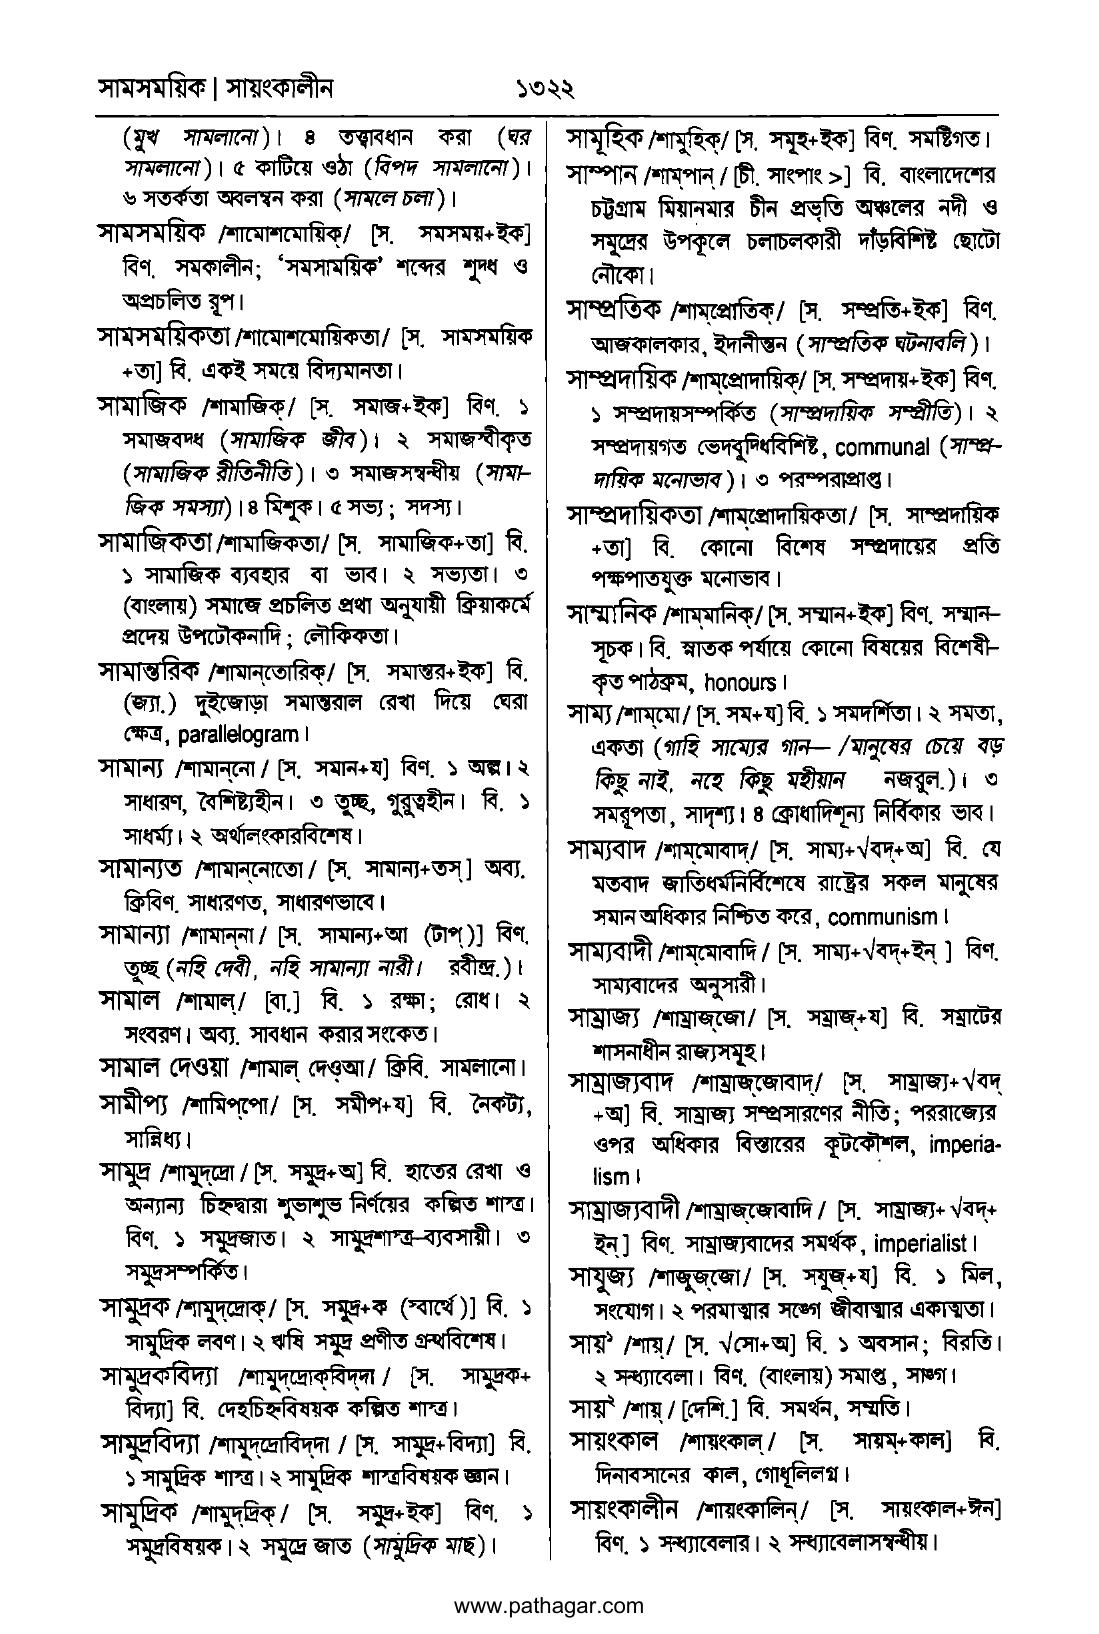 সামসময়িক | সায়ংকালীন
১৩২২
(মুখ সামলানো)। ৪ তত্ত্বাবধান করা (ঘর
সামলানো)। ৫ কাটিয়ে ওঠা (বিপদ সামলানো)।
৬ সতর্কতা অবলম্বন করা (সামলে চলা)।
সামসময়িক /শামোশমোয়িক্/ [স. সমসময়+ইক]
বিণ. সমকালীন; ‘সমসাময়িক’ শব্দের শুদ্ধ ও
অপ্রচলিত রূপ।
সামসময়িকতা /শামোশমোয়িকতা/ [স. সামসময়িক
+তা] বি. একই সময়ে বিদ্যমানতা।
সামাজিক /শামাজিক্/ [স. সমাজ+ইক] বিণ. ১
সমাজবদ্ধ (সামাজিক জীব)। ২ সমাজস্বীকৃত
(সামাজিক রীতিনীতি)। ৩ সমাজসম্বন্ধীয় (সামা-
জিক সমস্যা)। ৪ মিশুক। ৫ সভ্য; সদস্য।
সামাজিকতা /শামাজিকতা/ [স. সামাজিক+তা] বি.
১ সামাজিক ব্যবহার বা ভাব। ২ সভ্যতা। ৩
(বাংলায়) সমাজে প্রচলিত প্রথা অনুযায়ী ক্রিয়াকর্মে
প্রদেয় উপঢৌকনাদি; লৌকিকতা।
সামান্তরিক /শামান্‌তোরিক্/ [স. সমান্তর+ইক] বি.
(জ্যা.) দুইজোড়া সমান্তরাল রেখা দিয়ে ঘেরা
ক্ষেত্র, parallelogram।
সামান্য /শামান্‌নো/ [স. সমান+য] বিণ. ১ অল্প। ২
সাধারণ, বৈশিষ্ট্যহীন। ৩ তুচ্ছ, গুরুত্বহীন। বি. ১
সাধর্ম্য। ২ অর্থালংকারবিশেষ।
সামান্যত /শামান্‌নোতো/ [স. সামান্য+তস্] অব্য.
ক্রিবিণ. সাধারণত, সাধারণভাবে।
সামান্যা /শামান্‌না/ [স. সামান্য+আ (টাপ্)] বিণ.
তুচ্ছ (নহি দেবী, নহি সামান্যা নারী। রবীন্দ্র.)।
সামাল /শামাল্/ [বা.] বি. ১ রক্ষা; রোধ। ২
সংবরণ। অব্য. সাবধান করার সংকেত।
সামাল দেওয়া /শামাল্ দেও্আ/ ক্রিবি. সামলানো।
সামীপ্য /শামিপ্‌পো/ [স. সমীপ+য] বি. নৈকট্য,
সান্নিধ্য।
সামুদ্র /শামুদ্‌দ্রো/ [স. সমুদ্র+অ] বি. হাতের রেখা ও
অন্যান্য চিহ্নদ্বারা শুভাশুভ নির্ণয়ের কল্পিত শাস্ত্র।
বিণ. ১ সমুদ্রজাত। ২ সামুদ্রশাস্ত্র-ব্যবসায়ী। ৩
সমুদ্রসম্পর্কিত।
সামুদ্রক /শামুদ্‌দ্রোক্/ [স. সমুদ্র+ক (স্বার্থে)] বি. ১
সামুদ্রিক লবণ। ২ ঋষি সমুদ্র প্রণীত গ্রন্থবিশেষ।
সামুদ্রকবিদ্যা /শামুদ্‌দ্রোক্‌বিদ্‌দা/ [স. সামুদ্রক+
বিদ্যা] বি. দেহচিহ্নবিষয়ক কল্পিত শাস্ত্র।
সামুদ্রবিদ্যা /শামুদ্‌দ্রোবিদ্‌দা/ [স. সামুদ্র+বিদ্যা] বি.
১ সামুদ্রিক শাস্ত্র। ২ সামুদ্রিক শাস্ত্রবিষয়ক জ্ঞান।
সামুদ্রিক /শামুদ্‌দ্রিক্/ [স. সমুদ্র+ইক] বিণ. ১
সমুদ্রবিষয়ক। ২ সমুদ্রে জাত (সামুদ্রিক মাছ)।
সামূহিক /শামুহিক্/ [স. সমূহ+ইক] বিণ. সমষ্টিগত।
সাম্পান /শাম্‌পান্/ [চী. সাংপাং >] বি. বাংলাদেশের
চট্টগ্রাম মিয়ানমার চীন প্রভৃতি অঞ্চলের নদী ও
সমুদ্রের উপকূলে চলাচলকারী দাঁড়বিশিষ্ট ছোটো
নৌকো।
সাম্প্রতিক /শাম্‌প্রোতিক্/ [স. সম্প্রতি+ইক] বিণ.
আজকালকার, ইদানীন্তন (সাম্প্রতিক ঘটনাবলি)।
সাম্প্রদায়িক /শাম্‌প্রোদায়িক্/ [স. সম্প্রদায়+ইক] বিণ.
১ সম্প্রদায়সম্পর্কিত (সাম্প্রদায়িক সম্প্রীতি)। ২
সম্প্রদায়গত ভেদবুদ্ধিবিশিষ্ট, communal (সাম্প্র-
দায়িক মনোভাব)। ৩ পরম্পরাপ্রাপ্ত।
সাম্প্রদায়িকতা /শাম্‌প্রোদায়িকতা/ [স. সাম্প্রদায়িক
+তা] বি. কোনো বিশেষ সম্প্রদায়ের প্রতি
পক্ষপাতযুক্ত মনোভাব।
সাম্মানিক /শাম্‌মানিক্/ [স. সম্মান+ইক] বিণ. সম্মান-
সূচক। বি. স্নাতক পর্যায়ে কোনো বিষয়ের বিশেষী-
কৃত পাঠক্রম, honours।
সাম্য /শাম্‌মো/ [স. সম+য] বি. ১ সমদর্শিতা। ২ সমতা,
একতা (গাহি সাম্যের গান- /মানুষের চেয়ে বড়
কিছু নাই, নহে কিছু মহীয়ান নজরুল.)। ৩
সমরূপতা, সাদৃশ্য। ৪ ক্রোধাদিশূন্য নির্বিকার ভাব।
সাম্যবাদ /শাম্‌মোবাদ্/ [স. সাম্য+√বদ্+অ] বি. যে
মতবাদ জাতিধর্মনির্বিশেষে রাষ্ট্রের সকল মানুষের
সমান অধিকার নিশ্চিত করে, communism।
সাম্যবাদী /শাম্‌মোবাদি/ [স. সাম্য+√বদ্+ইন্] বিণ.
সাম্যবাদের অনুসারী।
সাম্রাজ্য /শাম্রাজ্‌জো/ [স. সম্রাজ্+য] বি. সম্রাটের
শাসনাধীন রাজ্যসমূহ।
সাম্রাজ্যবাদ /শাম্রাজ্‌জোবাদ্/ [স. সাম্রাজ্য+√বদ্
+অ] বি. সাম্রাজ্য সম্প্রসারণের নীতি; পররাজ্যের
ওপর অধিকার বিস্তারের কূটকৌশল, imperia-
lism।
সাম্রাজ্যবাদী /শাম্রাজ্‌জোবাদি/ [স. সাম্রাজ্য+ √বদ্+
ইন্] বিণ. সাম্রাজ্যবাদের সমর্থক, imperialist।
সাযুজ্য /শাজুজ্‌জো/ [স. সযুজ+য] বি. ১ মিল,
সংযোগ। ২ পরমাত্মার সঙ্গে জীবাত্মার একাত্মতা।
সায়১ /শায়্/ [স. √সো+অ] বি. ১ অবসান; বিরতি।
২ সন্ধ্যাবেলা। বিণ. (বাংলায়) সমাপ্ত, সাঙ্গ।
সায়২ /শায়্/ [দেশি.] বি. সমর্থন, সম্মতি।
সায়ংকাল /শায়ংকাল্/ [স. সায়ম্+কাল] বি.
দিনাবসানের কাল, গোধূলিলগ্ন।
সায়ংকালীন /শায়ংকালিন্/ [স. সায়ংকাল+ঈন]
বিণ. ১ সন্ধ্যাবেলার। ২ সন্ধ্যাবেলাসম্বন্ধীয়।
www.pathagar.com